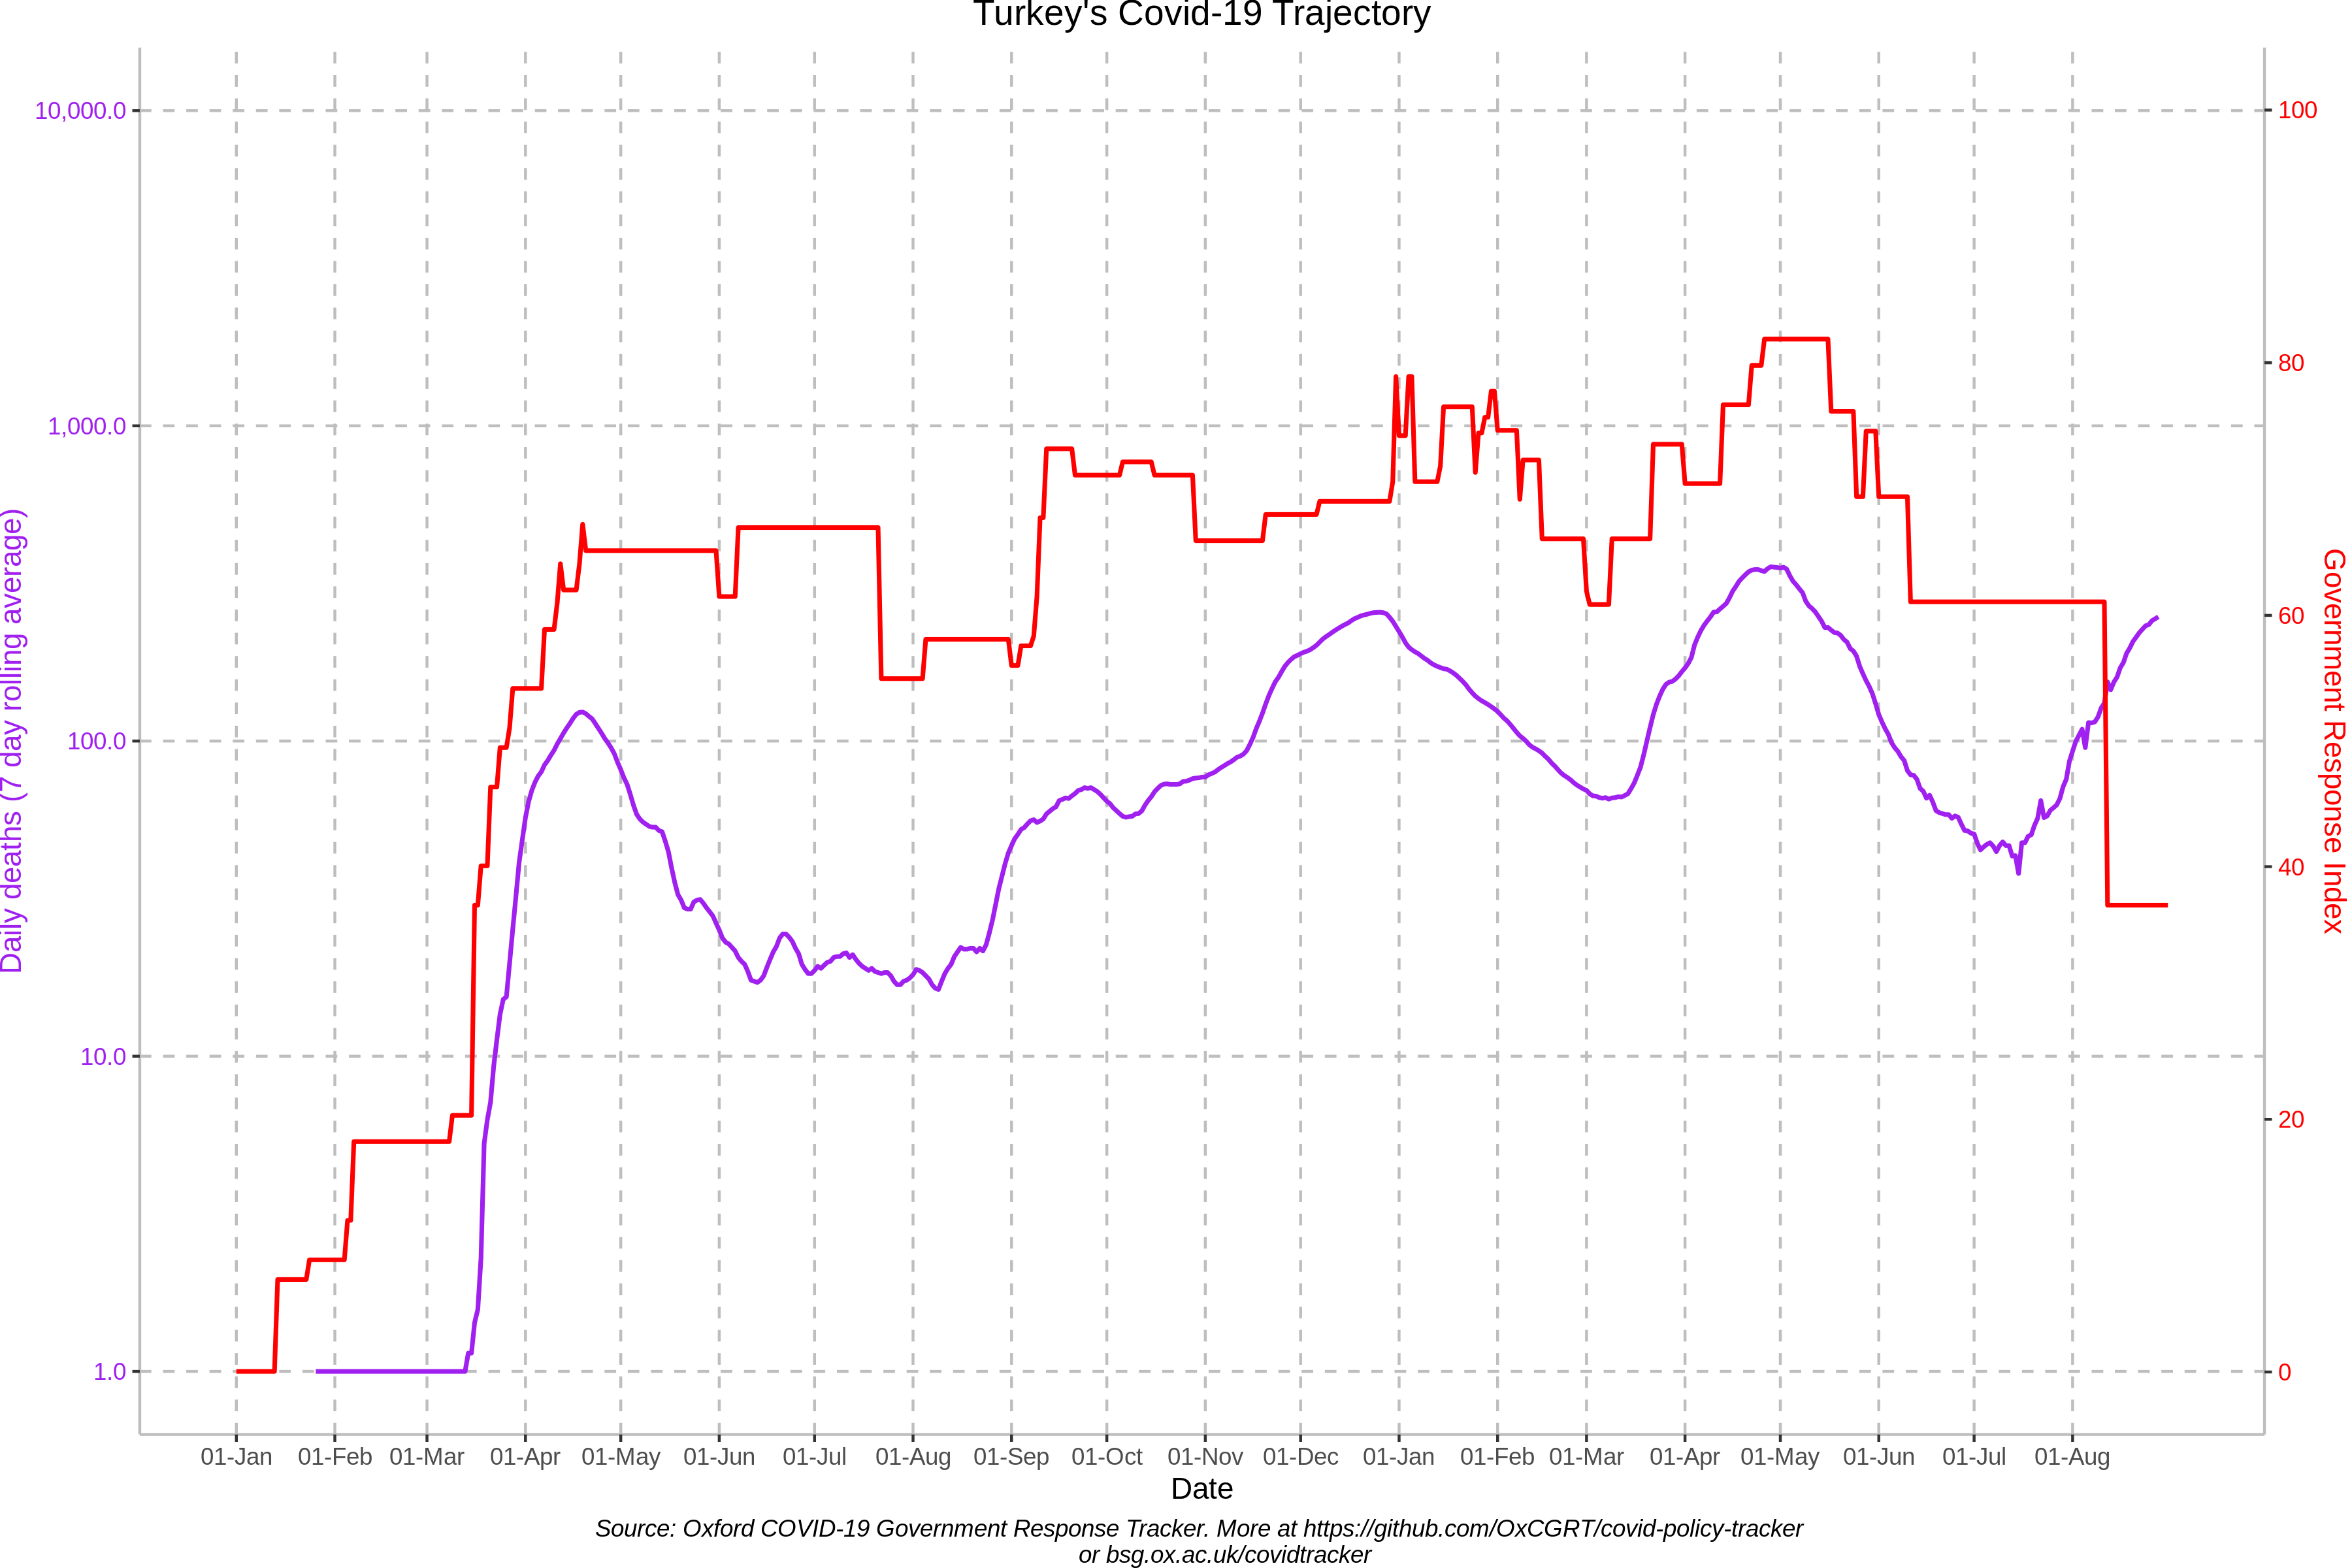 Turkey's Covid-19 Trajectory
10,000.0
1,000.0
100.0
10.0
1.0
Daily deaths (7 day rolling average)
100
80
60
40
20
0
Government Response Index
01-Jan 01-Feb 01-Mar 01-Apr 01-May 01-Jun 01-Jul 01-Aug 01-Sep 01-Oct 01-Nov 01-Dec 01-Jan 01-Feb 01-Mar 01-Apr 01-May 01-Jun 01-Jul 01-Aug
Date
Source: Oxford COVID-19 Government Response Tracker. More at https://github.com/OxCGRT/covid-policy-tracker
or bsg.ox.ac.uk/covidtracker